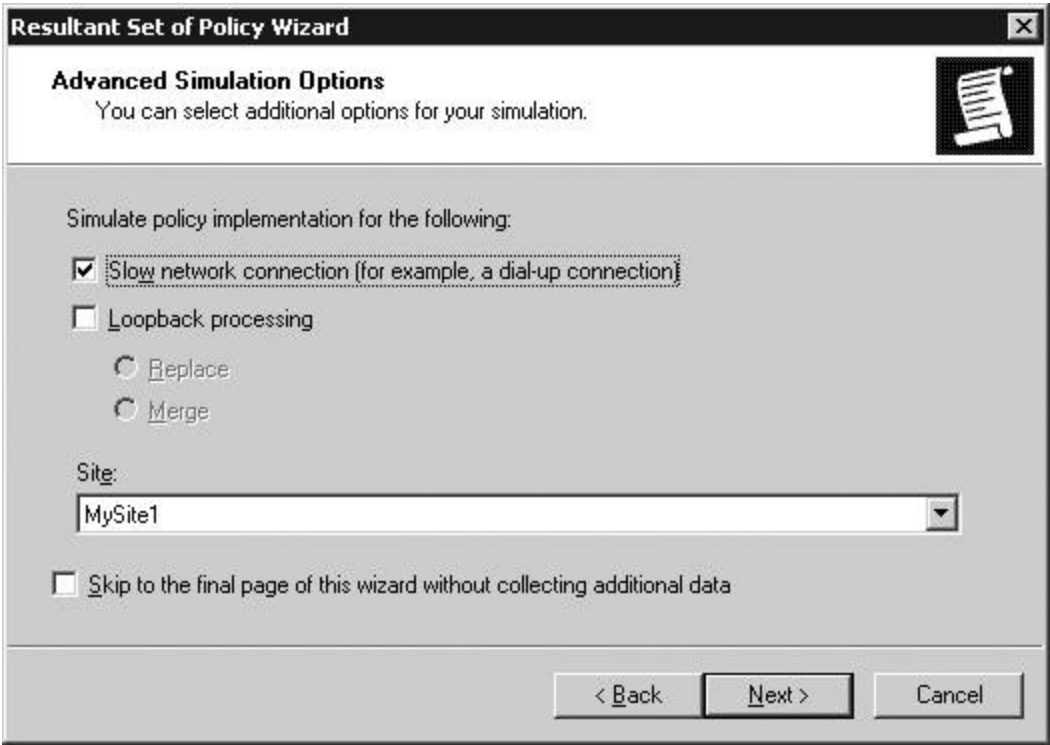 Resultant Set of Policy Wizard
Advanced Simulation Options
You can select additional options for your simulation.
Simulate policy implementation for the following:
Slow network connection (for example, a dial-up connection)
Loopback processing
Replace
Merge
Site:
MySite1
Skip to the final page of this wizard without collecting additional data
< Back Next > Cancel